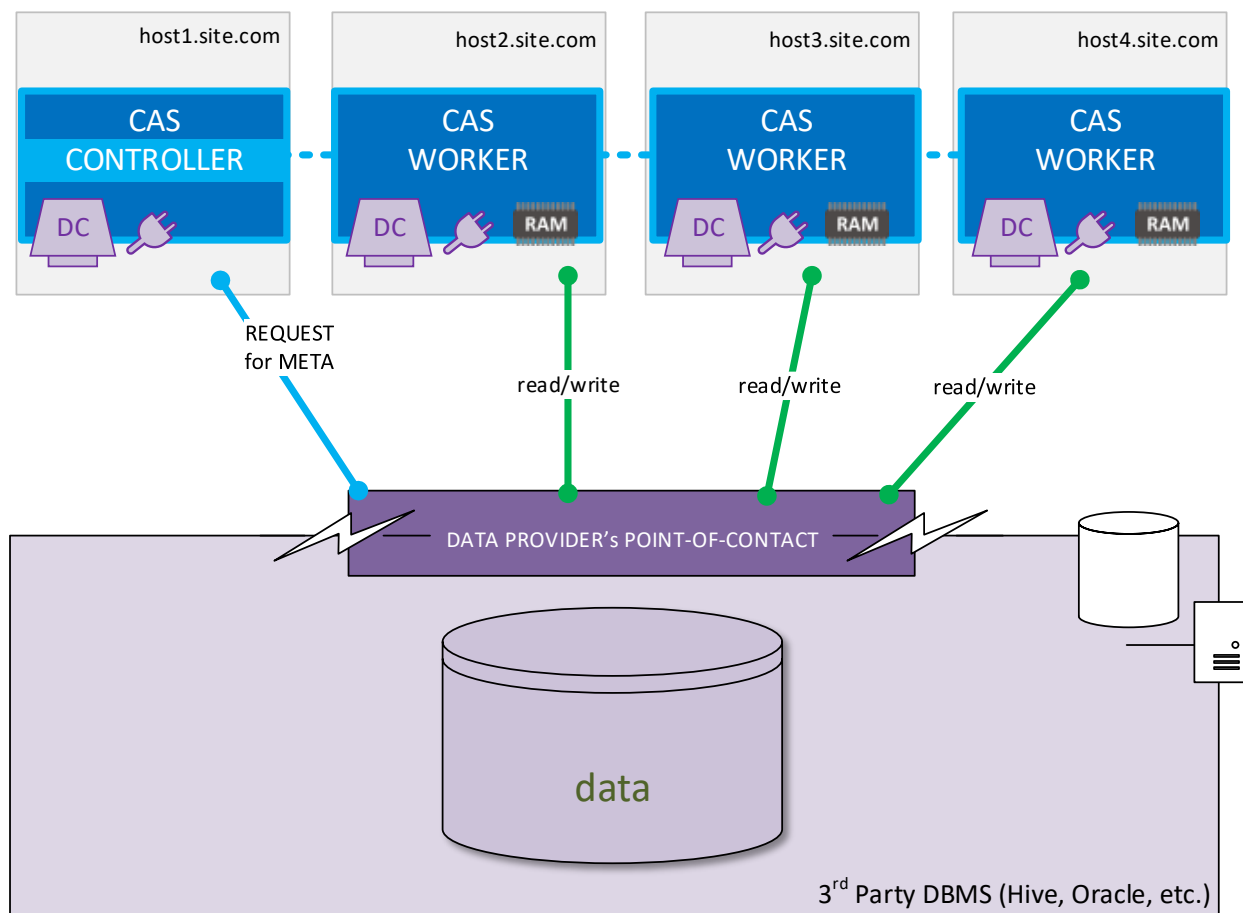 host1.site.com
host2.site.com
host3.site.com
host4.site.com
CAS
CONTROLLER
CAS
WORKER
CAS
WORKER
CAS
WORKER
DC
DC
RAM
DC
RAM
DC
RAM
REQUEST
for META
read/write
read/write
read/write
DATA PROVIDER's POINT-OF-CONTACT
data
3rd Party DBMS (Hive, Oracle, etc.)